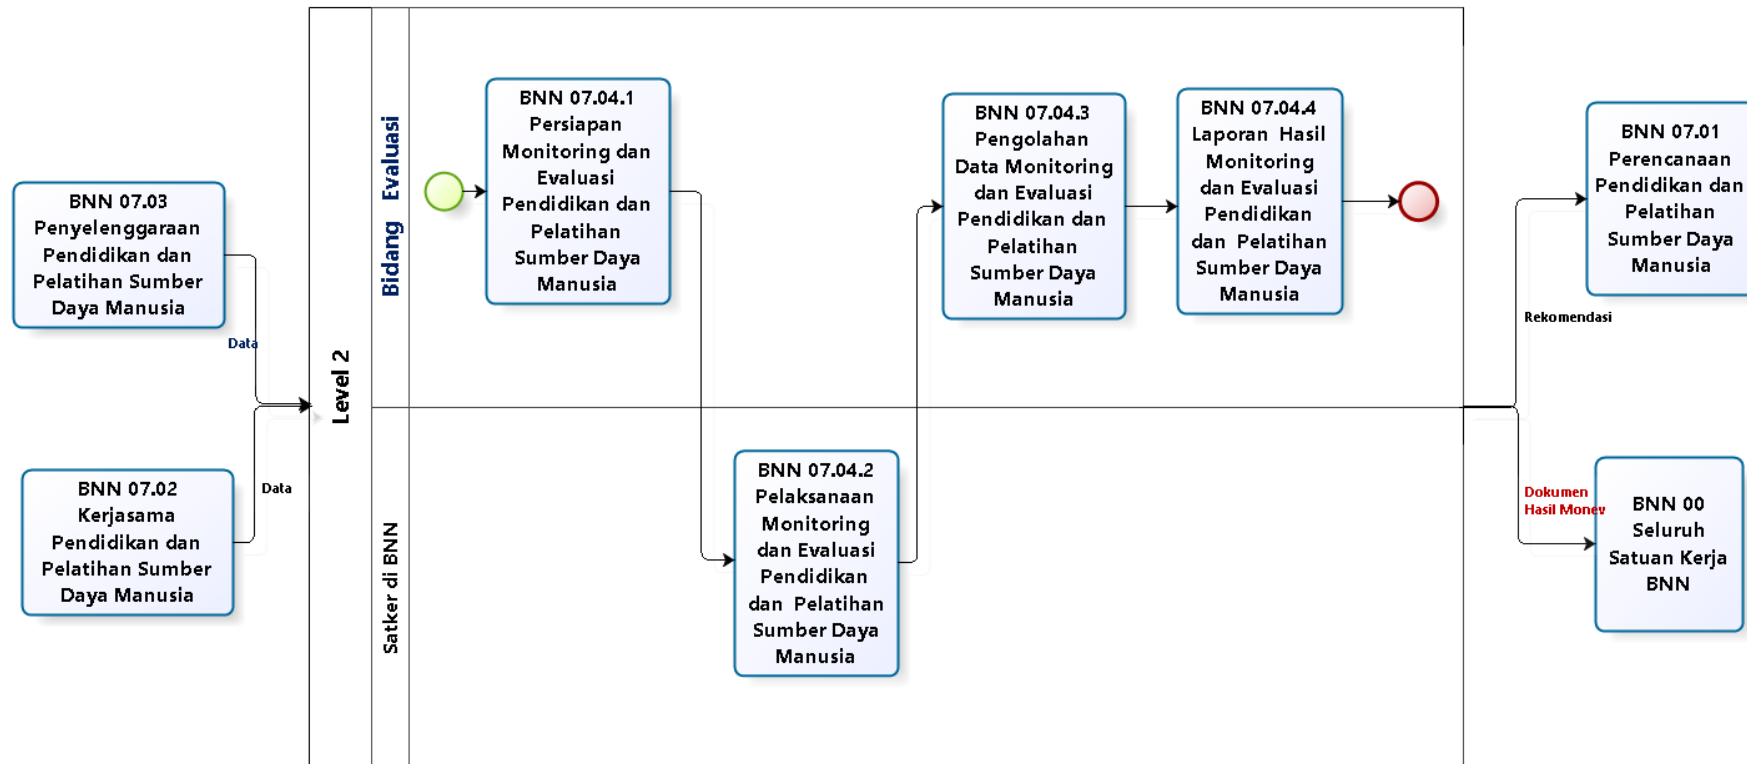 BNN 07.03
Penyelenggaraan
Pendidikan dan
Pelatihan Sumber
Daya Manusia
Data
BNN 07.02
Kerjasama
Pendidikan dan
Pelatihan Sumber
Daya Manusia
Data
Level 2
Bidang Evaluasi
Satker di BNN
BNN 07.04.1
Persiapan
Monitoring dan
Evaluasi
Pendidikan dan
Pelatihan
Sumber Daya
Manusia
BNN 07.04.2
Pelaksanaan
Monitoring
dan Evaluasi
Pendidikan
dan Pelatihan
Sumber Daya
Manusia
BNN 07.04.3
Pengolahan
Data Monitoring
dan Evaluasi
Pendidikan dan
Pelatihan
Sumber Daya
Manusia
BNN 07.04.4
Laporan Hasil
Monitoring
dan Evaluasi
Pendidikan
dan Pelatihan
Sumber Daya
Manusia
BNN 07.01
Perencanaan
Pendidikan dan
Pelatihan
Sumber Daya
Manusia
Rekomendasi
Dokumen
Hasil Monev
BNN 00
Seluruh
Satuan Kerja
BNN